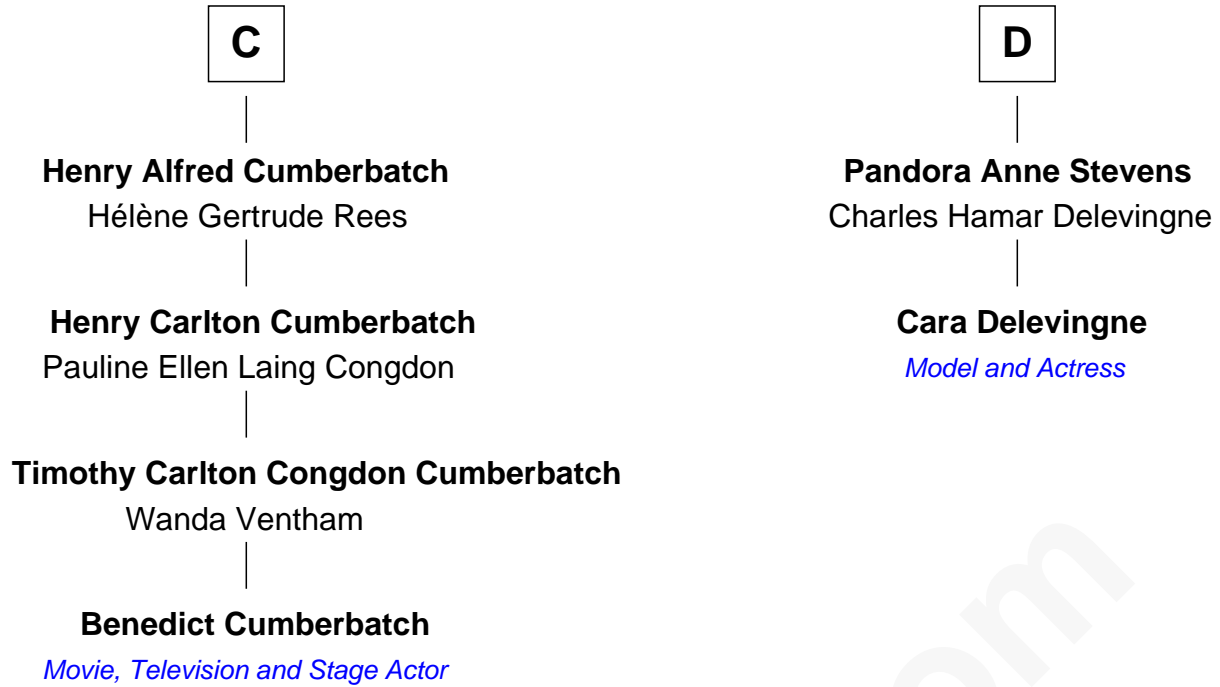 C
Henry Alfred Cumberbatch
Hélène Gertrude Rees
Henry Carlton Cumberbatch
Pauline Ellen Laing Congdon
Timothy Carlton Congdon Cumberbatch
Wanda Ventham
Benedict Cumberbatch
Movie, Television and Stage Actor
D
Pandora Anne Stevens
Charles Hamar Delevingne
Cara Delevingne
Model and Actress
om